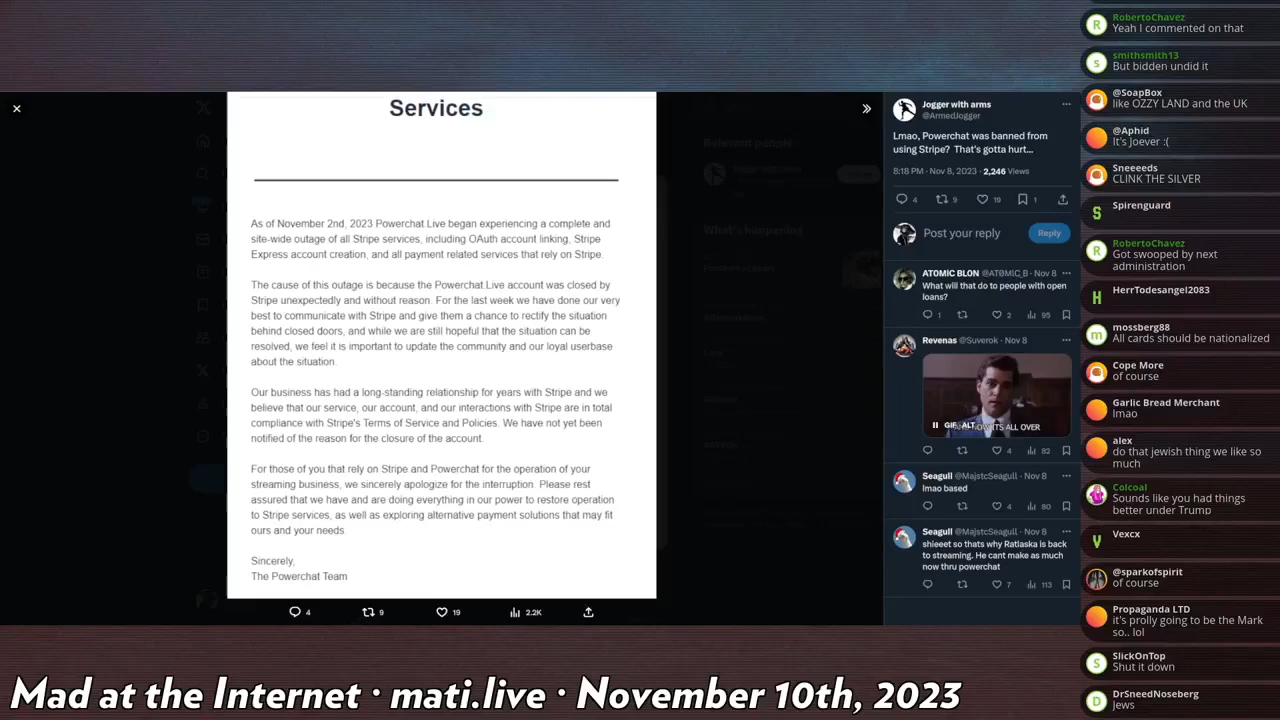 Services
As of November 2nd, 2023 Powerchat.Live began experiencing a complete and
site-wide outage of all Stripe services, including OAuth account linking, Stripe
Express account creation, and all payment related services that rely on Stripe.
The cause of this outage is because the Powerchat.Live account was closed by
Stripe unexpectedly and without reason. For the last week we have done our very
best to communicate with Stripe and give them a chance to rectify the situation
behind closed doors, and while we are still hopeful that the situation can be
resolved, we feel it is important to update the community and our loyal userbase
about the situation.
Our business has had a long-standing relationship for years with Stripe and we
believe that our service, our account, and our interactions with Stripe are in total
compliance with Stripe's Terms of Service and Policies. We have not yet been
notified of the reason for the closure of the account.
For those of you that rely on Stripe and Powerchat for the operation of your
streaming business, we sincerely apologize for the interruption. Please rest
assured that we have and are doing everything in our power to restore operation
to Stripe services, as well as exploring alternative payment solutions that may fit
ours and your needs.
Sincerely,
The Powerchat Team
4
9
19
2.2K
Relevant people
What's happening
Jogger with arms
@ArmedJogger
Lmao, Powerchat was banned from
using Stripe? That's gotta hurt...
8:18 PM · Nov 8, 2023 · 2,246 Views
4
9
19
1
Post your reply
Reply
AT0MIC BL0N @AT0M1C_B · Nov 8
What will that do to people with open
loans?
1
2
95
Revenas @Suverok · Nov 8
GIF ALT
ITS ALL OVER
4
82
Seagull @MajstcSeagull · Nov 8
lmao based
4
80
Seagull @MajstcSeagull · Nov 8
shieeet so thats why Ratlaska is back
to streaming. He cant make as much
now thru powerchat
7
113
RobertoChavez
Yeah I commented on that
smithsmith13
But bidden undid it
@SoapBox
like OZZY LAND and the UK
@Aphid
It's Joever :(
Sneeeds
CLINK THE SILVER
Spirenguard
RobertoChavez
Got swooped by next
administration
HerrTodesangel2083
mossberg88
All cards should be nationalized
Cope More
of course
Garlic Bread Merchant
lmao
alex
do that jewish thing we like so
much
Colcoal
Sounds like you had things
better under Trump
Vexcx
@sparkofspirit
of course
Propaganda LTD
it's prolly going to be the Mark
so.. lol
SlickOnTop
Shut it down
DrSneedNoseberg
Jews
Mad at the Internet · mati.live · November 10th, 2023